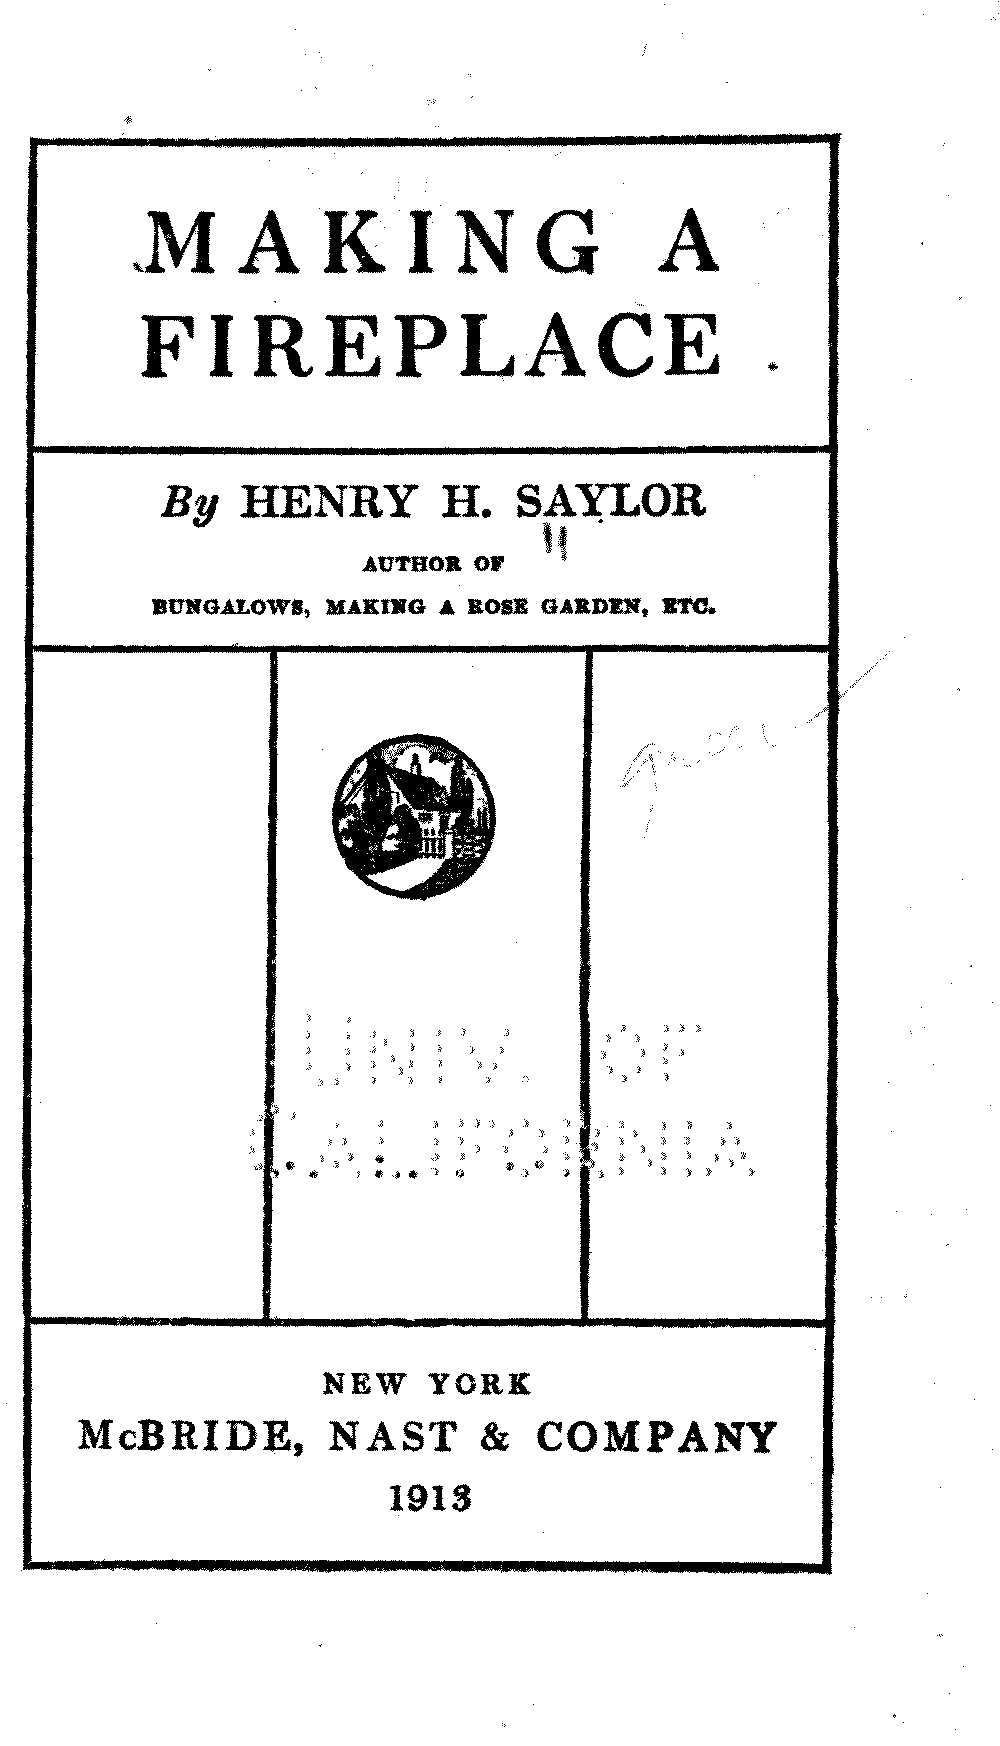 MAKING A
FIREPLACE
By HENRY H. SAYLOR
AUTHOR OF
BUNGALOWS, MAKING A ROSE GARDEN, ETC.
UNIV. OF
CALIFORNIA
NEW YORK
McBRIDE, NAST & COMPANY
1913